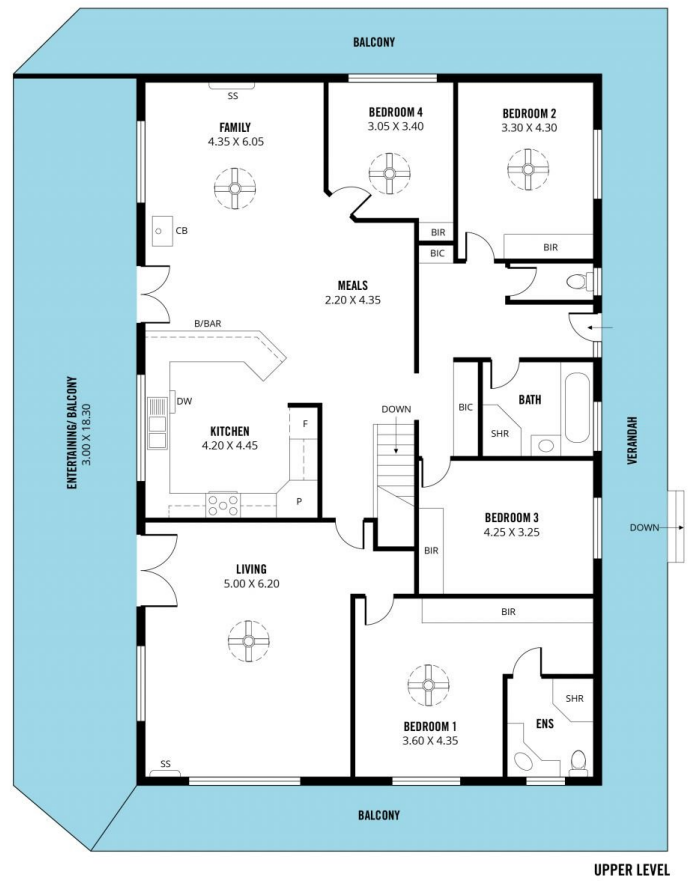 BALCONY
SS
FAMILY
4.35 X 6.05
BEDROOM 4
3.05 X 3.40
BEDROOM 2
3.30 X 4.30
CB
BIR
BIR
BIC
MEALS
2.20 X 4.35
B/BAR
ENTERTAINING/ BALCONY
3.00 X 18.30
DW
KITCHEN
4.20 X 4.45
F
P
DOWN
BIC
BATH
SHR
VERANDAH
DOWN
BEDROOM 3
4.25 X 3.25
BIR
LIVING
5.00 X 6.20
BIR
SHR
ENS
BEDROOM 1
3.60 X 4.35
SS
BALCONY
UPPER LEVEL